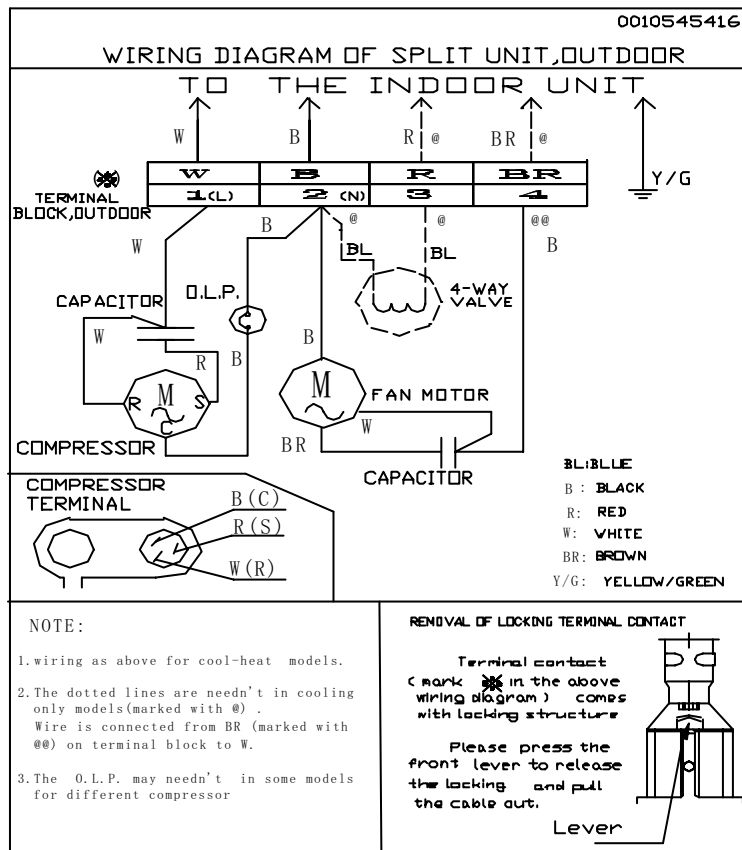 0010545416
WIRING DIAGRAM OF SPLIT UNIT,OUTDOOR
TO THE INDOOR UNIT
W B R @ BR @
W B R BR
Y/G
1(L) 2 (N) 3 4
TERMINAL
BLOCK,OUTDOOR
B @ @ @@
W BL BL B
O.L.P.
4-WAY
VALVE
CAPACITOR
W
R B B
M M
R S
C
FAN MOTOR
W
COMPRESSOR
BR
CAPACITOR
BL:BLUE
B : BLACK
R: RED
W: WHITE
BR: BROWN
Y/G: YELLOW/GREEN
COMPRESSOR
TERMINAL
B(C)
R(S)
W(R)
NOTE:
1.wiring as above for cool-heat models.
2.The dotted lines are needn't in cooling
only models(marked with @) .
Wire is connected from BR (marked with
@@) on terminal block to W.
3.The O.L.P. may needn't in some models
for different compressor
REMOVAL OF LOCKING TERMINAL CONTACT
Terminal contact
( mark ※ in the above
wiring diagram ) comes
with locking structure
Please press the
front lever to release
the locking and pull
the cable out.
Lever